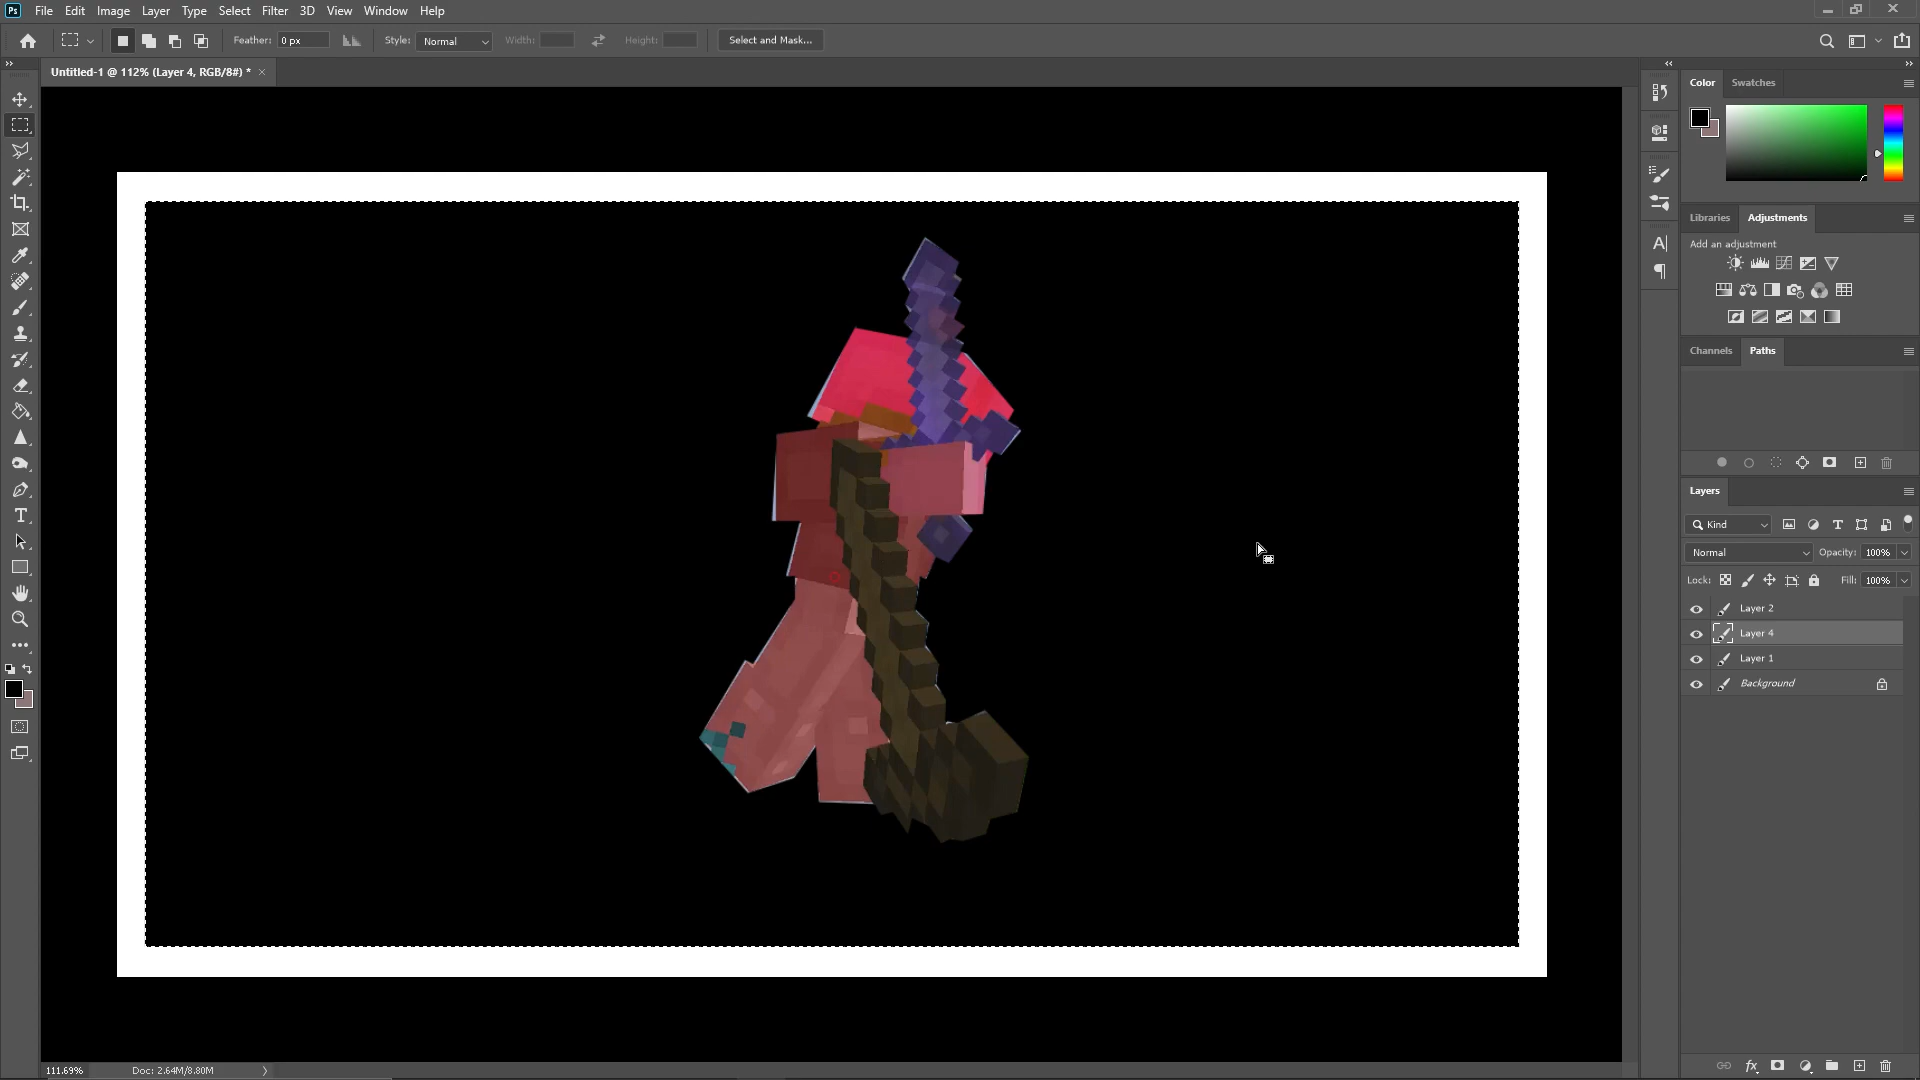 Ps File Edit Image Layer Type Select Filter 3D View Window Help
Feather: 0 px Style: Normal Width: Height: Select and Mask...
Untitled-1 @ 112% (Layer 4, RGB/8#) * ×
Color Swatches
Libraries Adjustments
Add an adjustment
Channels Paths
Layers
Kind
Normal Opacity: 100%
Lock: Fill: 100%
Layer 2
Layer 4
Layer 1
Background
111.69% Doc: 2.64M/8.80M